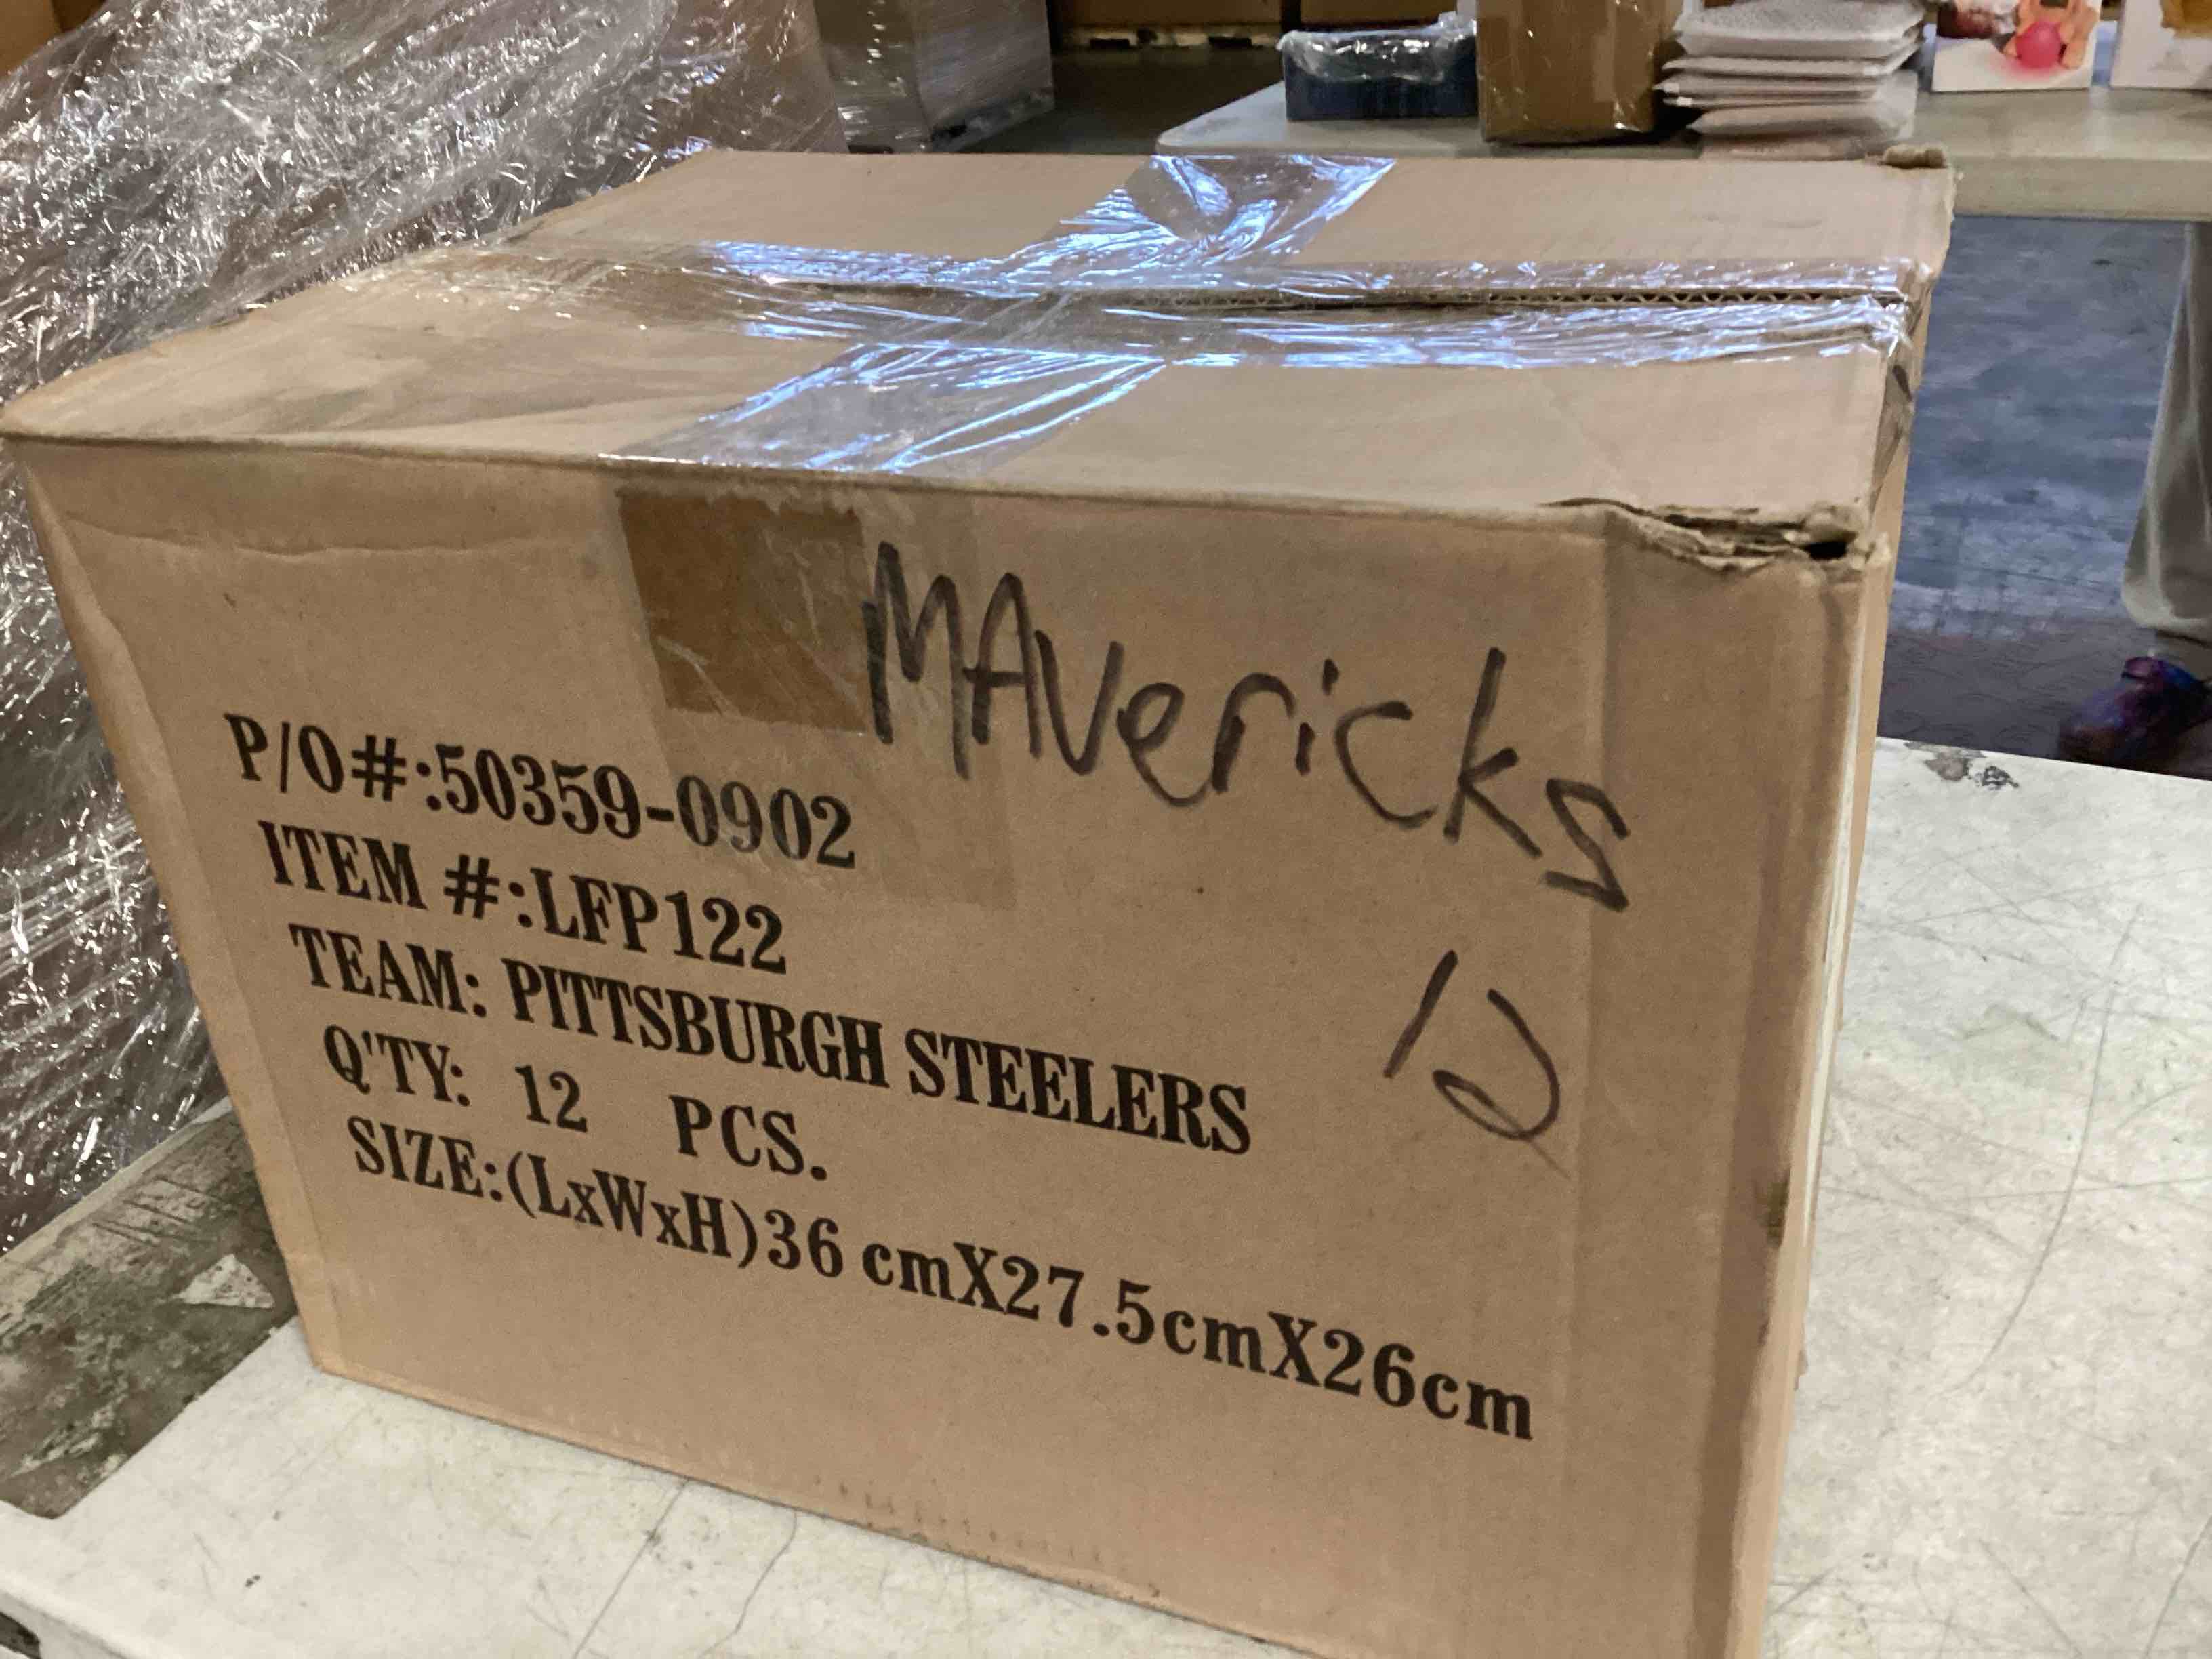 MAvericks
P/O#:50359-0902
ITEM #:LFP122
TEAM: PITTSBURGH STEELERS
12
Q'TY: 12 PCS.
SIZE:(LxWxH)36 cmX27.5cmX26cm